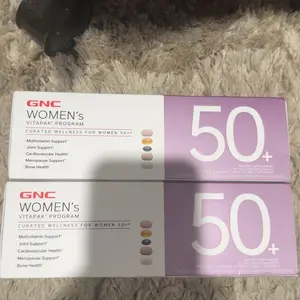 GNC
WOMEN's
VITAPAK® PROGRAM
CURATED WELLNESS FOR WOMEN 50+*
• Multivitamin Support*
• Joint Support*
• Cardiovascular Health*
• Menopause Support*
• Bone Health*
50+
GNC
WOMEN's
VITAPAK® PROGRAM
CURATED WELLNESS FOR WOMEN 50+*
• Multivitamin Support*
• Joint Support*
• Cardiovascular Health*
• Menopause Support*
• Bone Health*
50+